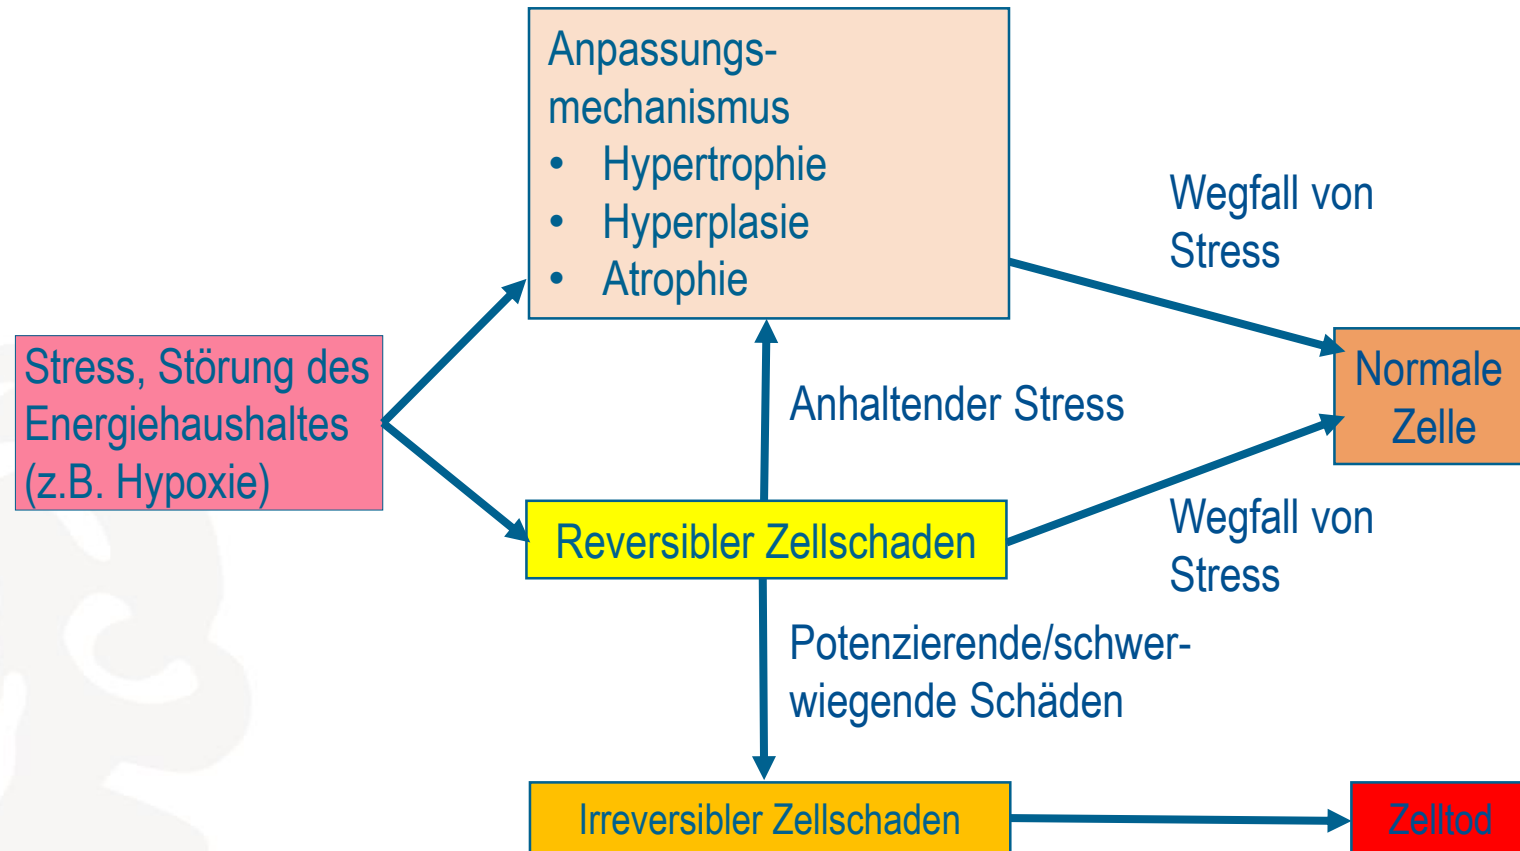 Anpassungs-
mechanismus
• Hypertrophie
• Hyperplasie
• Atrophie
Wegfall von
Stress
Stress, Störung des
Energiehaushaltes
(z.B. Hypoxie)
Anhaltender Stress
Normale
Zelle
Reversibler Zellschaden
Wegfall von
Stress
Potenzierende/schwer-
wiegende Schäden
Irreversibler Zellschaden
Zelltod